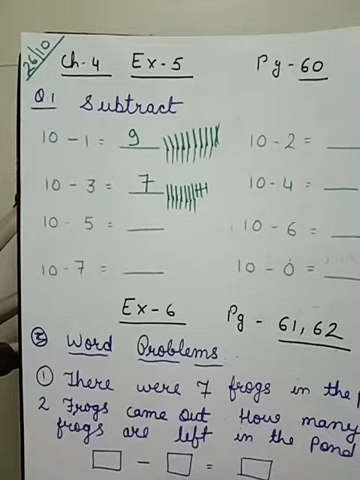 26/10
Ch-4 Ex-5 Pg-60
Q1 Subtract
10 - 1 = 9 10 - 2 =
10 - 3 = 7 10 - 4 =
10 - 5 = 10 - 6 =
10 - 7 = 10 - 0 =
Ex-6 Pg - 61,62
Word Problems
① There were 7 frogs in the
2 Frogs came out How many
frogs are left in the Pond
- =